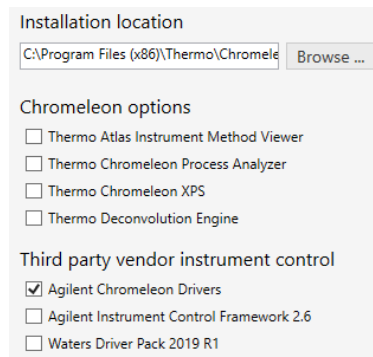 Installation location
C:\Program Files (x86)\Thermo\Chromele
Browse ...
Chromeleon options
Thermo Atlas Instrument Method Viewer
Thermo Chromeleon Process Analyzer
Thermo Chromeleon XPS
Thermo Deconvolution Engine
Third party vendor instrument control
Agilent Chromeleon Drivers
Agilent Instrument Control Framework 2.6
Waters Driver Pack 2019 R1